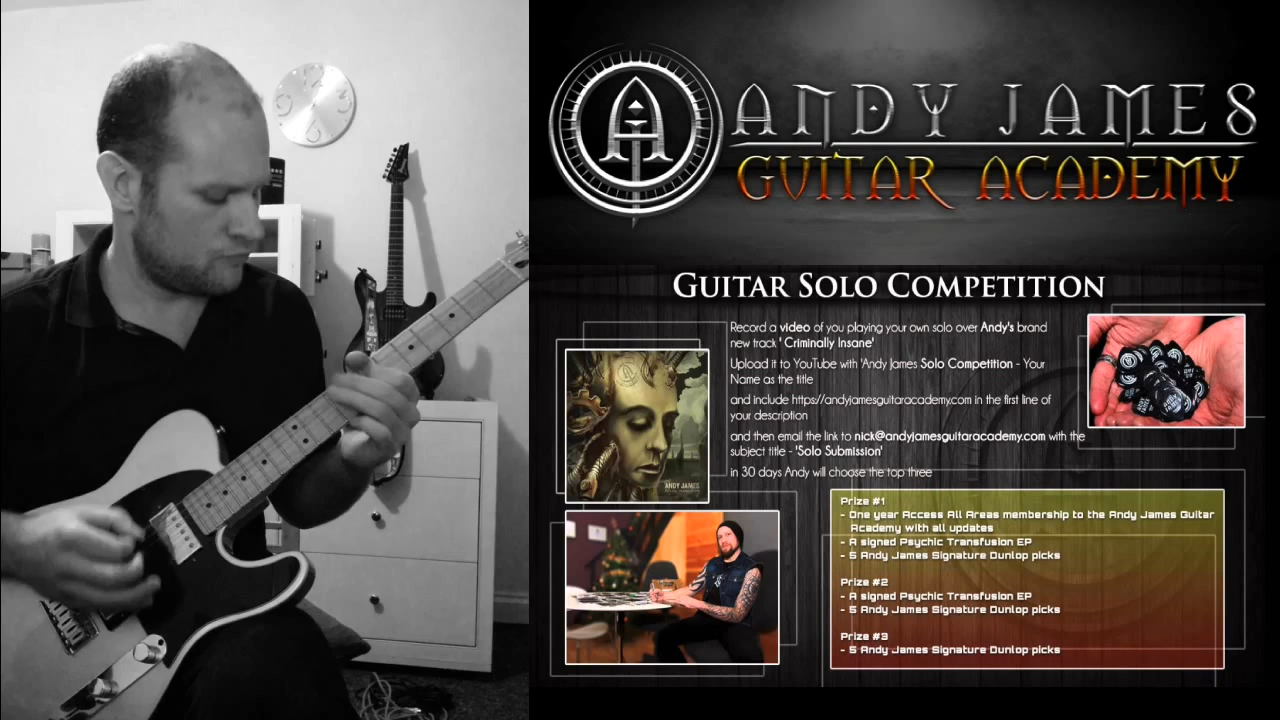 ANDY JAMES
GUITAR ACADEMY
GUITAR SOLO COMPETITION
Record a video of you playing your own solo over Andy's brand
new track ' Criminally Insane'
Upload it to YouTube with 'Andy James Solo Competition - Your
Name as the title
and include https://andyjamesguitaracademy.com in the first line of
your description
and then email the link to nick@andyjamesguitaracademy.com with the
subject title - 'Solo Submission'
in 30 days Andy will choose the top three
ANDY JAMES
Prize #1
- One year Access All Areas membership to the Andy James Guitar
Academy with all updates
- A signed Psychic Transfusion EP
- 5 Andy James Signature Dunlop picks
Prize #2
- A signed Psychic Transfusion EP
- 5 Andy James Signature Dunlop picks
Prize #3
- 5 Andy James Signature Dunlop picks